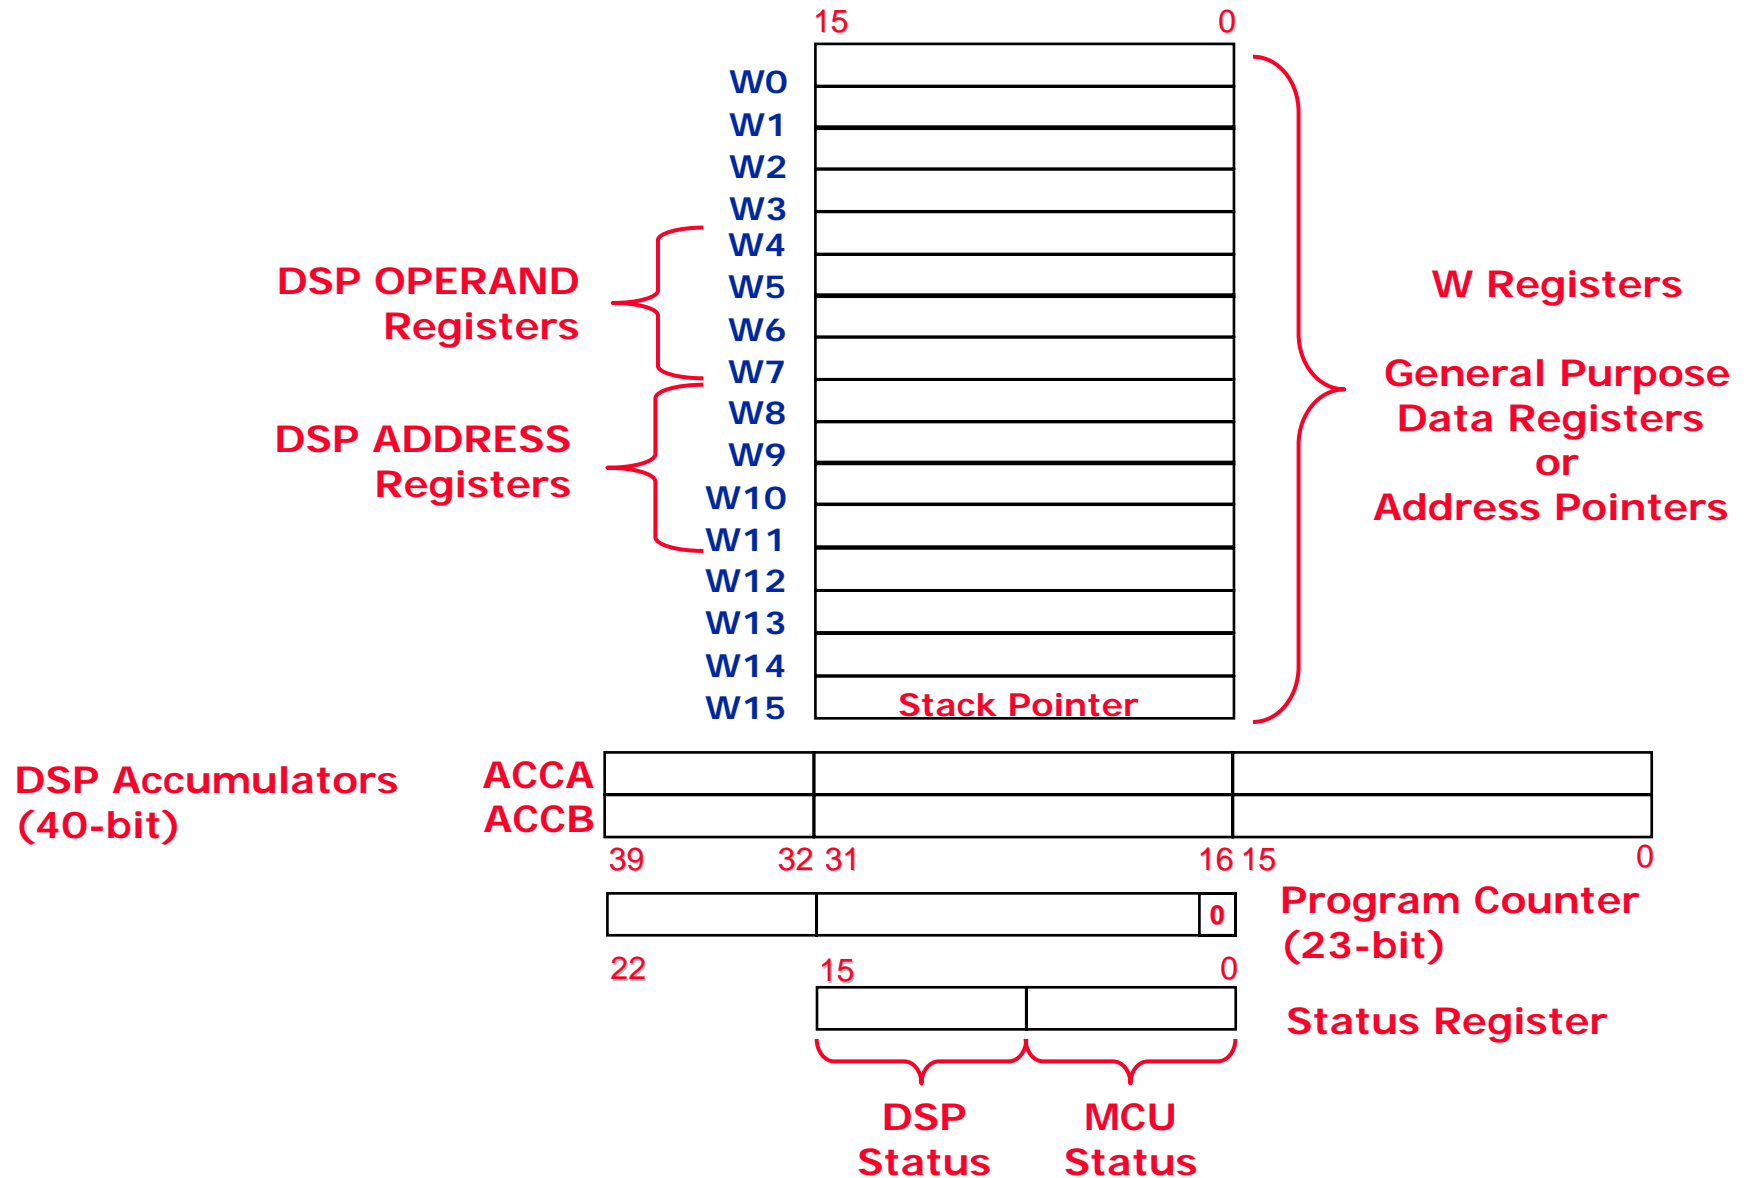 15 0
W0
W1
W2
W3
W4
W5
W6
W7
W8
W9
W10
W11
W12
W13
W14
W15
Stack Pointer
DSP OPERAND
Registers
DSP ADDRESS
Registers
W Registers
General Purpose
Data Registers
or
Address Pointers
DSP Accumulators
(40-bit)
ACCA
ACCB
39 32 31 16 15 0
0
Program Counter
(23-bit)
22 15 0
Status Register
DSP
Status
MCU
Status